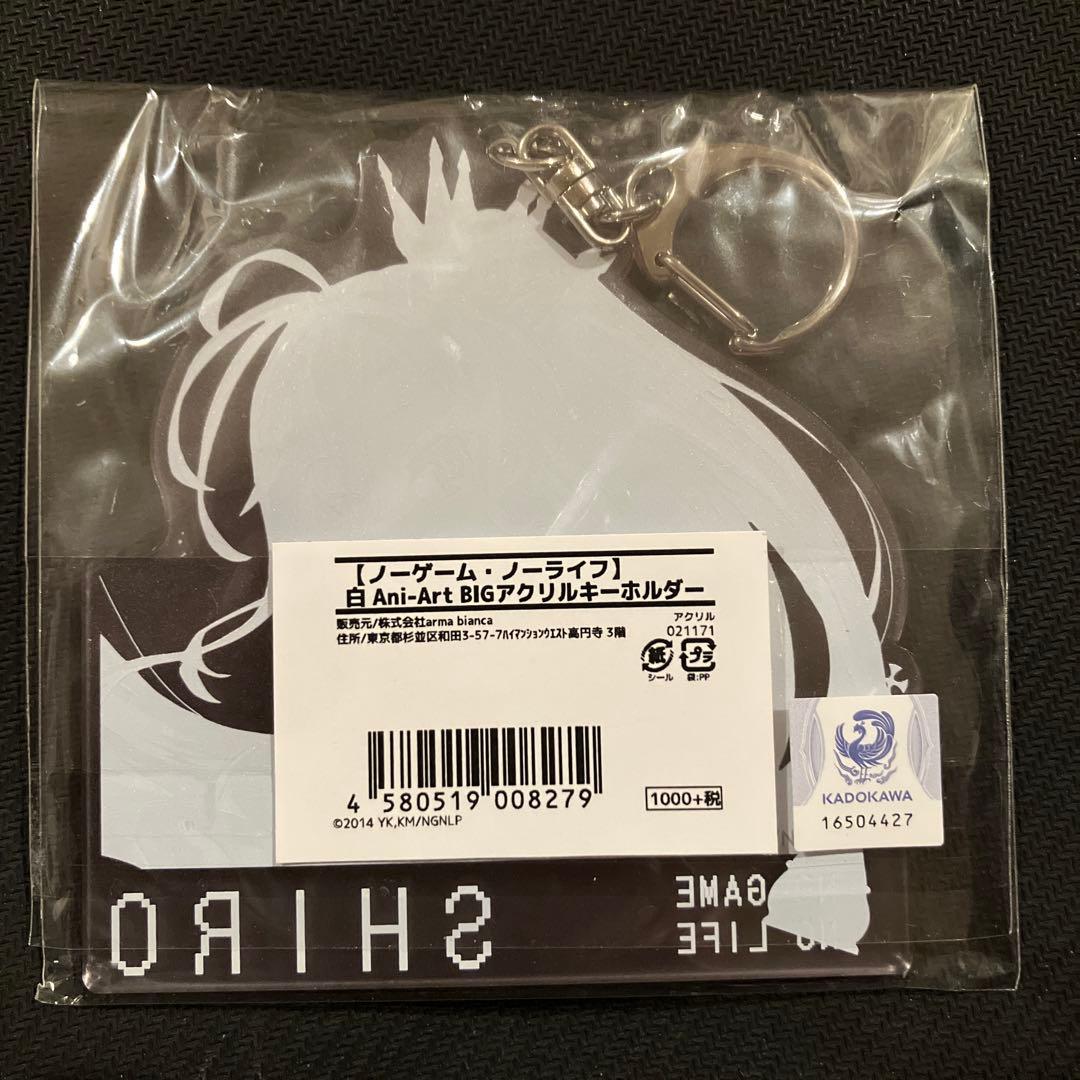 【ノーゲーム・ノーライフ】
白 Ani-Art BIGアクリルキーホルダー
販売元/株式会社arma bianca
住所/東京都杉並区和田3-57-7ﾊｲﾏﾝｼｮﾝｳｴｽﾄ高円寺 3階
アクリル
021171
紙
プラ
シール
袋:PP
4 580519 008279
1000+税
©2014 YK,KM/NGNLP
KADOKAWA
16504427
SHIRO
GAME
NO LIFE